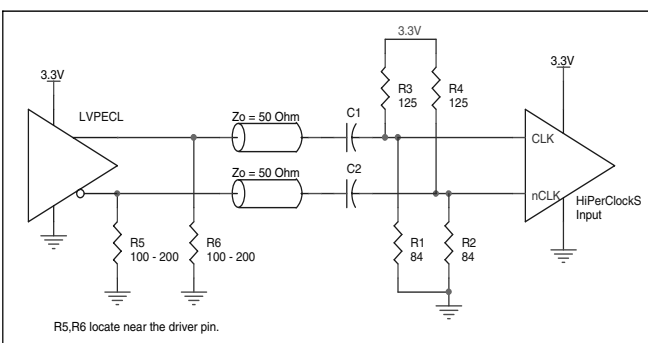 3.3V
3.3V
3.3V
R3
125
R4
125
LVPECL
Zo = 50 Ohm
C1
CLK
Zo = 50 Ohm
C2
nCLK
HiPerClockS
Input
R5
100 - 200
R6
100 - 200
R1
84
R2
84
R5,R6 locate near the driver pin.